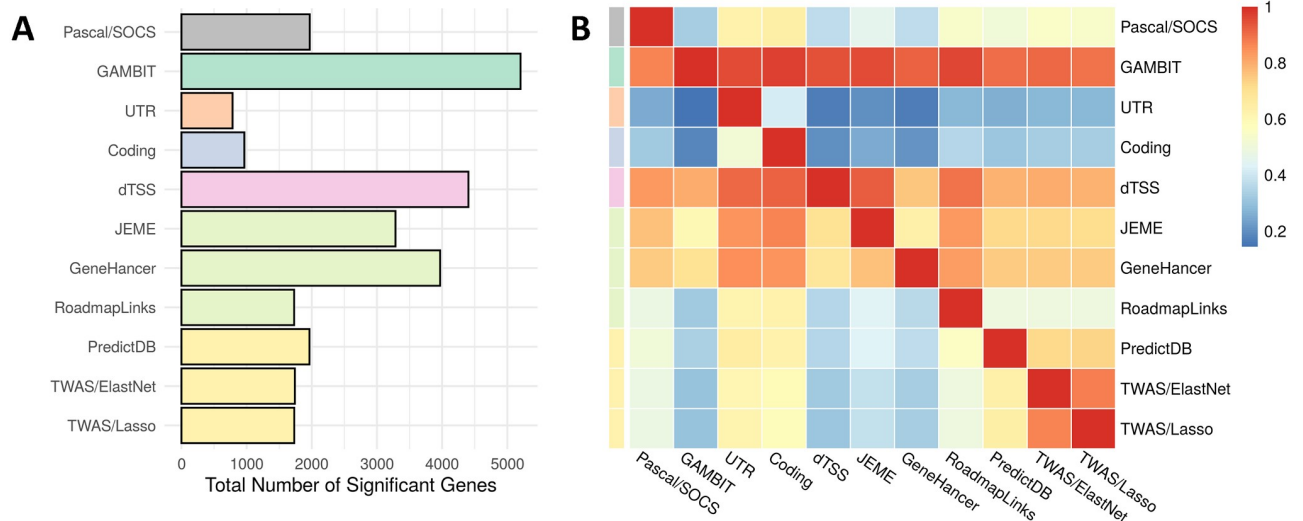 A
Pascal/SOCS
GAMBIT
UTR
Coding
dTSS
JEME
GeneHancer
RoadmapLinks
PredictDB
TWAS/ElastNet
TWAS/Lasso
0 1000 2000 3000 4000 5000
Total Number of Significant Genes
B
Pascal/SOCS
GAMBIT
UTR
Coding
dTSS
JEME
GeneHancer
RoadmapLinks
PredictDB
TWAS/ElastNet
TWAS/Lasso
Pascal/SOCS GAMBIT UTR Coding dTSS JEME GeneHancer RoadmapLinks PredictDB TWAS/ElastNet TWAS/Lasso
1
0.8
0.6
0.4
0.2